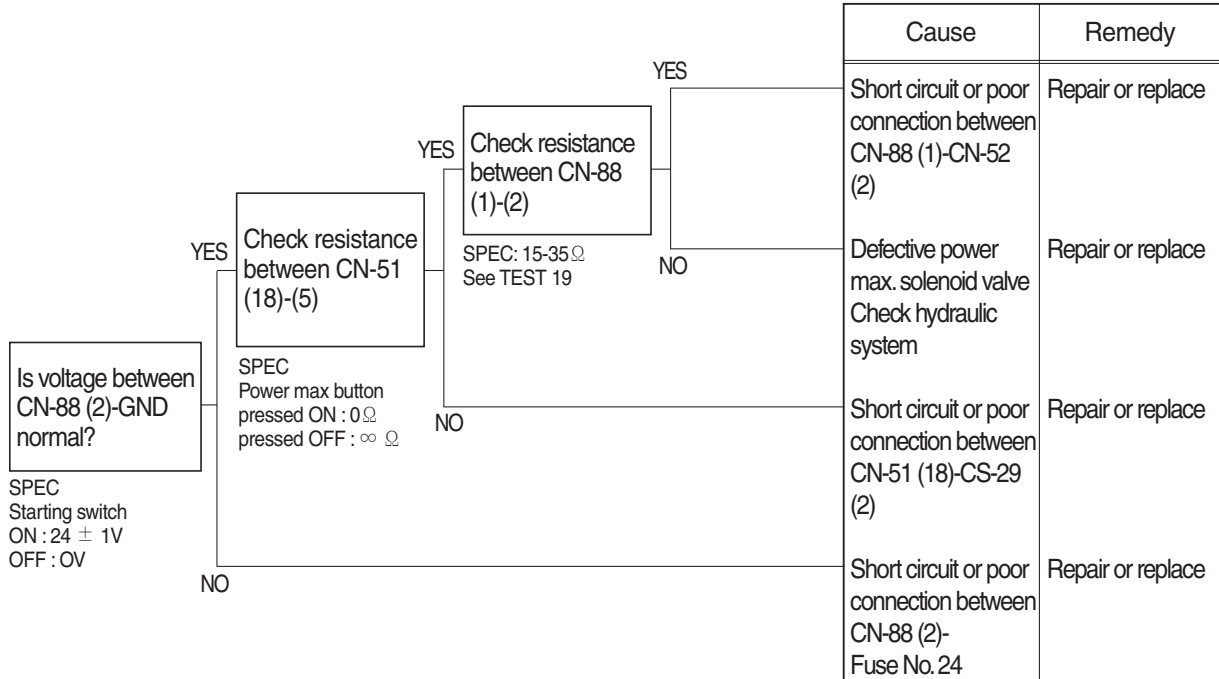 Cause
Remedy
YES
Short circuit or poor
connection between
CN-88 (1)-CN-52
(2)
Repair or replace
YES
Check resistance
between CN-88
(1)-(2)
SPEC: 15-35Ω
See TEST 19
NO
Defective power
max. solenoid valve
Check hydraulic
system
Repair or replace
YES
Check resistance
between CN-51
(18)-(5)
SPEC
Power max button
pressed ON : 0Ω
pressed OFF : ∞ Ω
NO
Short circuit or poor
connection between
CN-51 (18)-CS-29
(2)
Repair or replace
Is voltage between
CN-88 (2)-GND
normal?
SPEC
Starting switch
ON : 24 ± 1V
OFF : OV
NO
Short circuit or poor
connection between
CN-88 (2)-
Fuse No. 24
Repair or replace